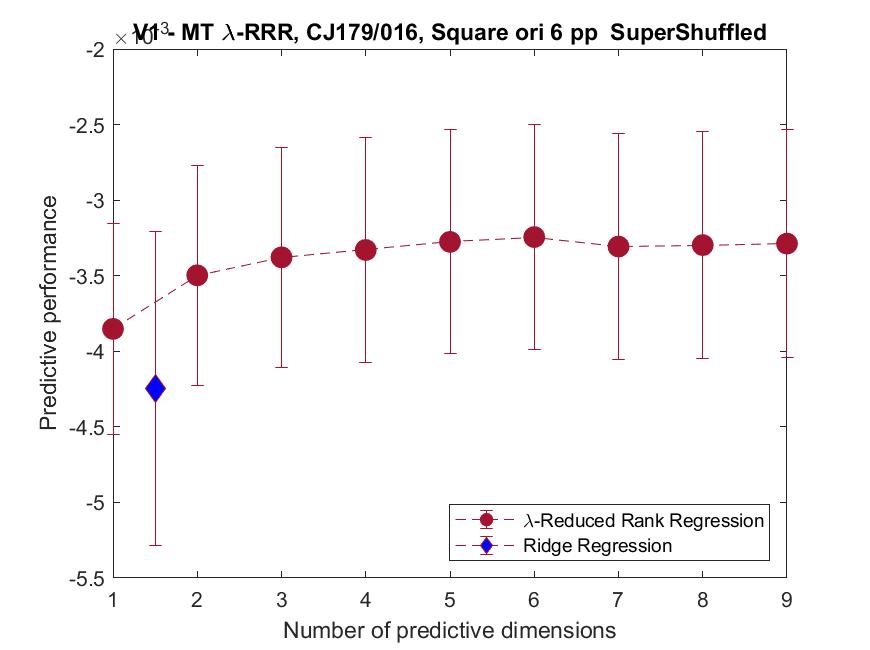 V1 - MT λ-RRR, CJ179/016, Square ori 6 pp SuperShuffled
-2
-2.5
-3
-3.5
-4
-4.5
-5
-5.5
Predictive performance
λ-Reduced Rank Regression
Ridge Regression
1 2 3 4 5 6 7 8 9
Number of predictive dimensions